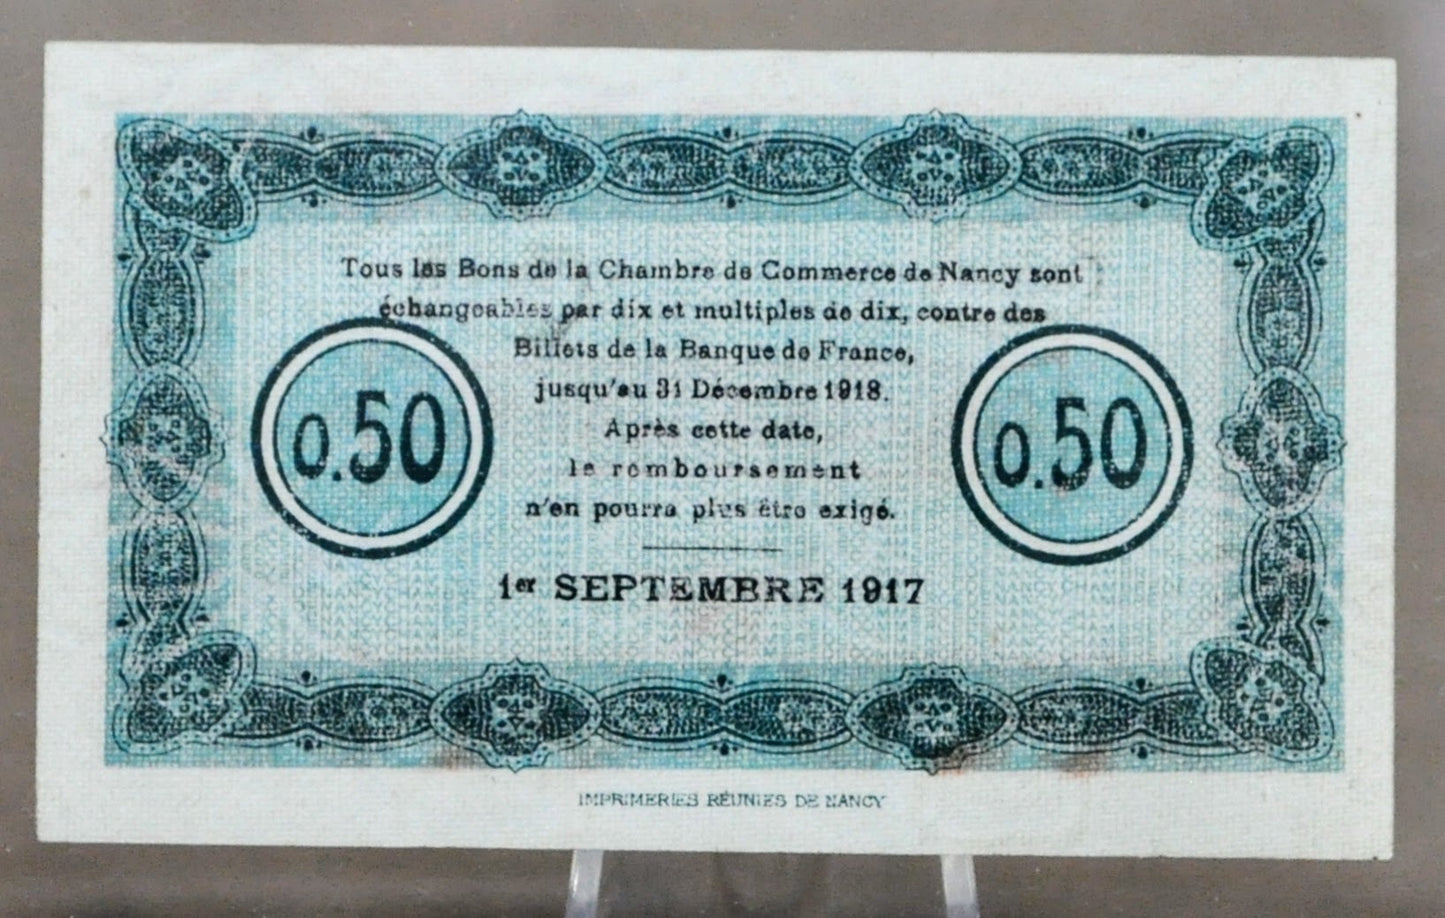 Tous les Bons de la Chambre de Commerce de Nancy sont
échangeables par dix et multiples de dix, contre des
Billets de la Banque de France,
jusqu'au 31 Décembre 1918.
Après cette date,
le remboursement
n'en pourra plus être exigé.
0.50
0.50
1er SEPTEMBRE 1917
IMPRIMERIES RÉUNIES DE NANCY